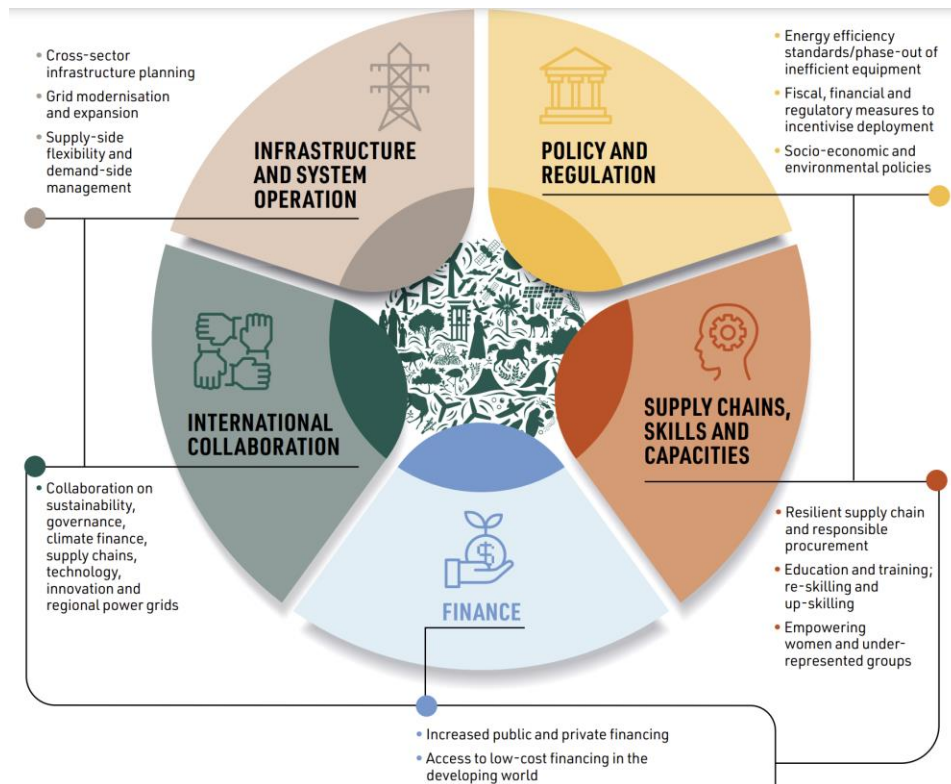 • Cross-sector
infrastructure planning
• Grid modernisation
and expansion
• Supply-side
flexibility and
demand-side
management
INFRASTRUCTURE
AND SYSTEM
OPERATION
POLICY AND
REGULATION
• Energy efficiency
standards/phase-out of
inefficient equipment
• Fiscal, financial and
regulatory measures to
incentivise deployment
• Socio-economic and
environmental policies
INTERNATIONAL
COLLABORATION
SUPPLY CHAINS,
SKILLS AND
CAPACITIES
• Collaboration on
sustainability,
governance,
climate finance,
supply chains,
technology,
innovation and
regional power grids
$
FINANCE
• Resilient supply chain
and responsible
procurement
• Education and training;
re-skilling and
up-skilling
• Empowering
women and under-
represented groups
• Increased public and private financing
• Access to low-cost financing in the
developing world